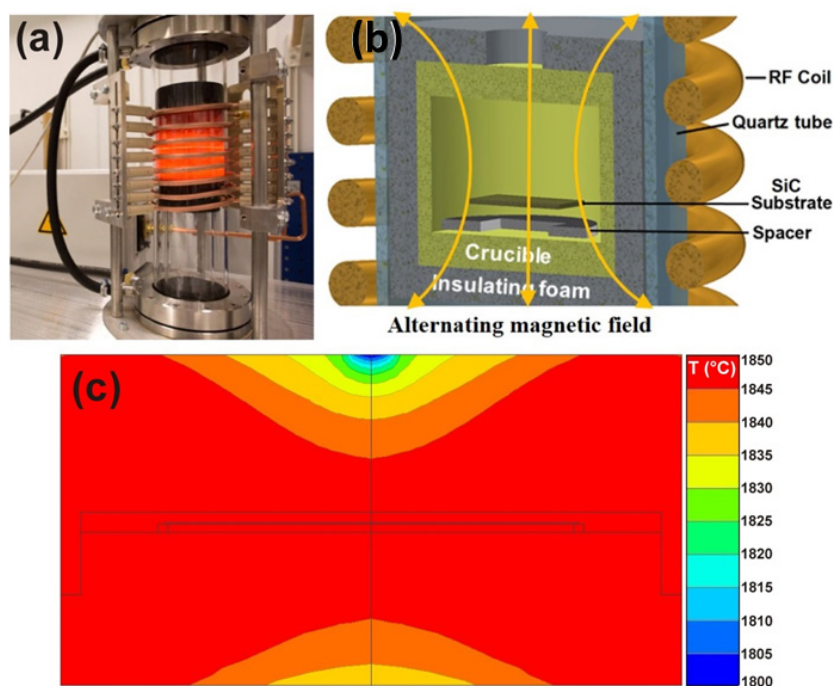 (a)
(b)
RF Coil
Quartz tube
SiC
Substrate
Spacer
Crucible
Insulating foam
Alternating magnetic field
(c)
T (°C)
1850
1845
1840
1835
1830
1825
1820
1815
1810
1805
1800